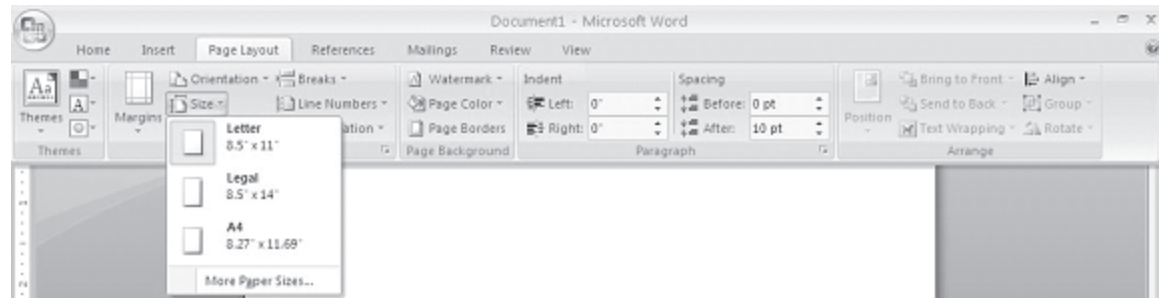 Document1 - Microsoft Word
Home Insert Page Layout References Mailings Review View
Aa Orientation Breaks Watermark Indent Spacing Bring to Front Align
A Size Line Numbers Page Color Left: 0" Before: 0 pt Send to Back Group
Themes Margins ation Page Borders Right: 0" After: 10 pt Position Text Wrapping Rotate
Themes Page Background Paragraph Arrange
Letter
8.5" x 11"
Legal
8.5" x 14"
A4
8.27" x 11.69"
More Paper Sizes...